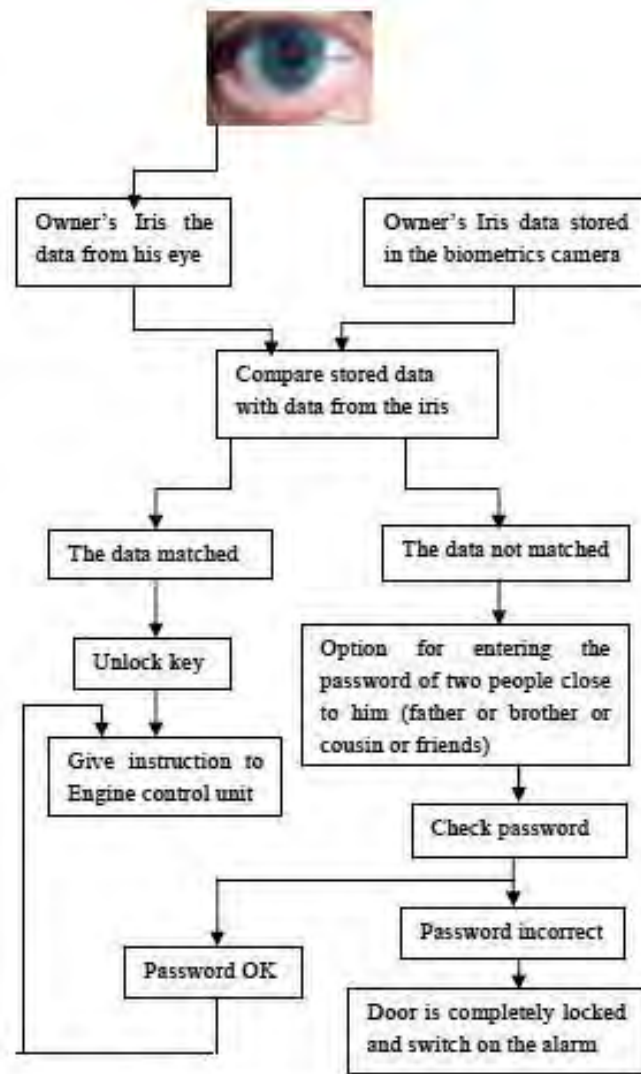 Owner's Iris the
data from his eye
Owner's Iris data stored
in the biometrics camera
Compare stored data
with data from the iris
The data matched
The data not matched
Unlock key
Option for entering the
password of two people close
to him (father or brother or
cousin or friends)
Give instruction to
Engine control unit
Check password
Password OK
Password incorrect
Door is completely locked
and switch on the alarm